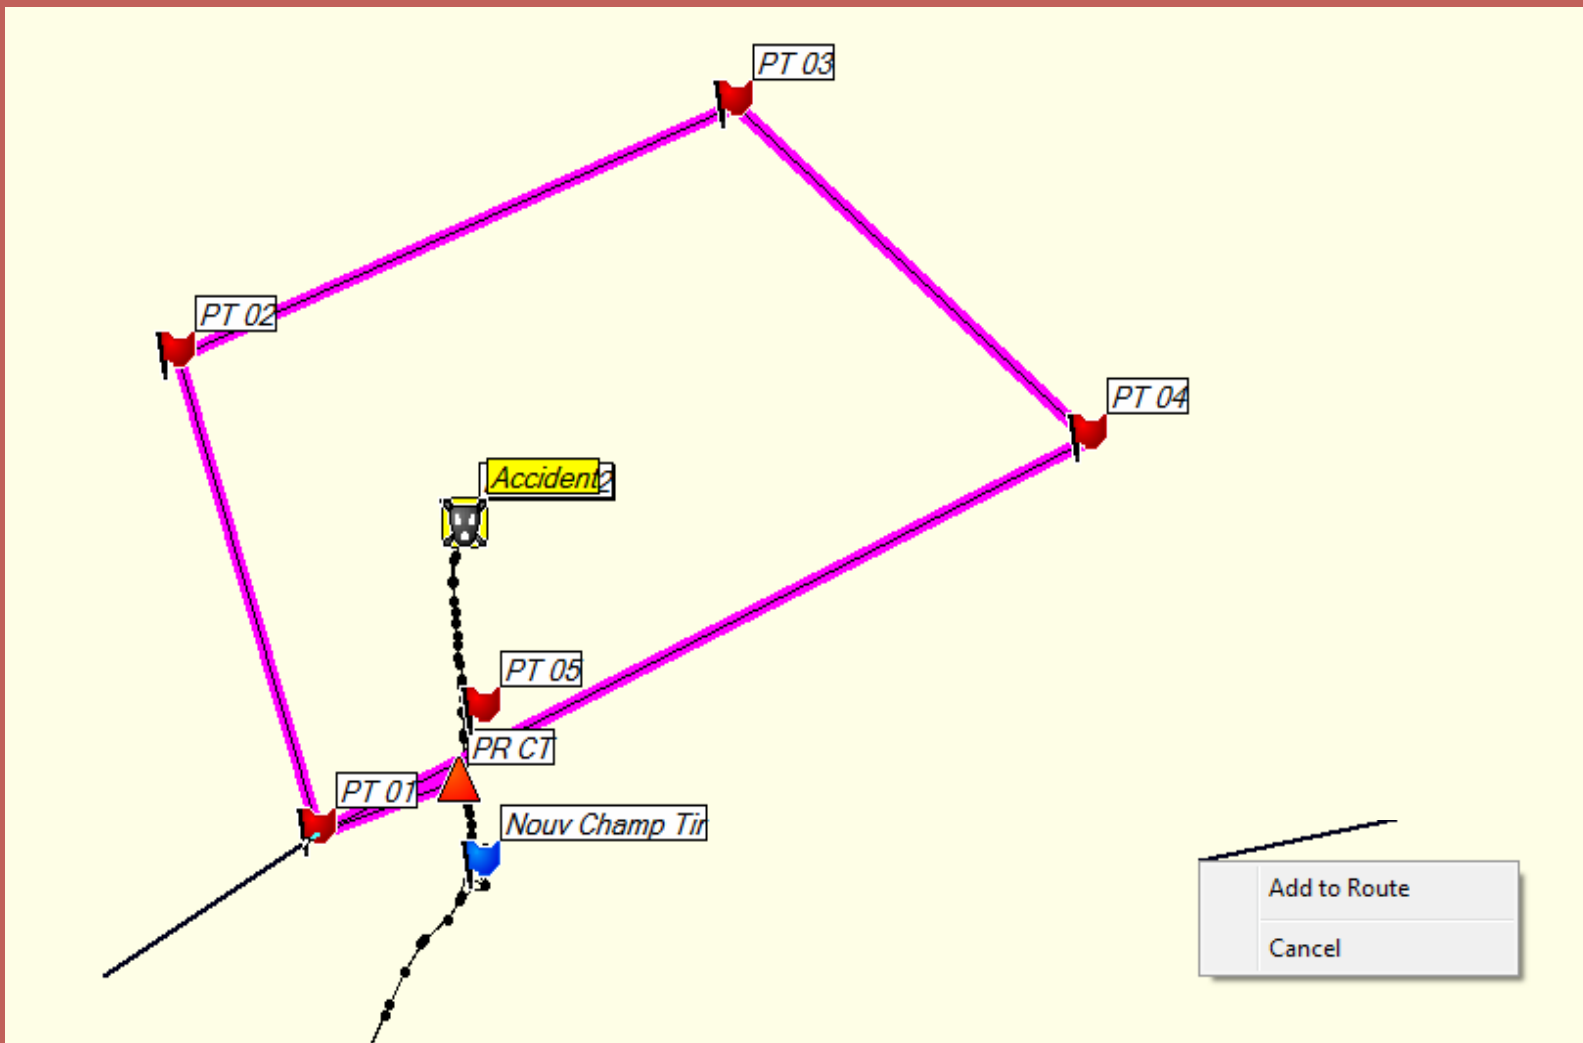 PT 03
PT 02
PT 04
Accident2
PT 05
PR CT
PT 01
Nouv Champ Tir
Add to Route
Cancel